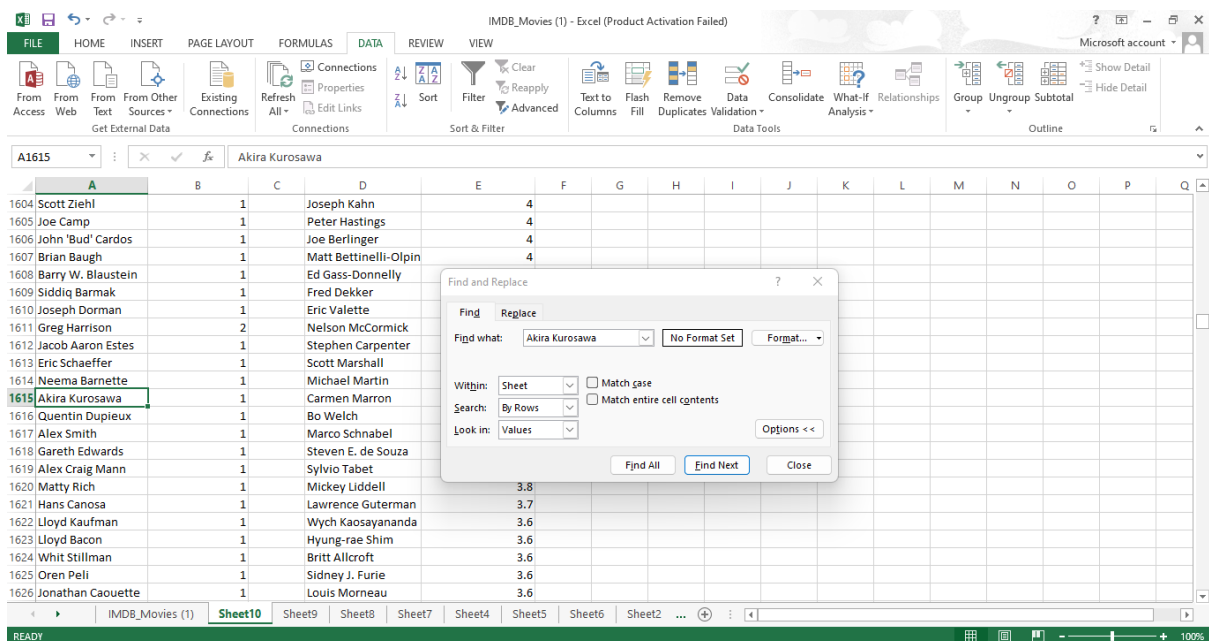 IMDB_Movies (1) - Excel (Product Activation Failed)
?
FILE HOME INSERT PAGE LAYOUT FORMULAS DATA REVIEW VIEW Microsoft account
From Access From Web From Text From Other Sources Existing Connections Refresh All Connections Properties Edit Links Sort Filter Clear Reapply Advanced Text to Columns Flash Fill Remove Duplicates Data Validation Consolidate What-If Analysis Relationships Group Ungroup Subtotal Show Detail Hide Detail
Get External Data Connections Sort & Filter Data Tools Outline
A1615 fx Akira Kurosawa
A B C D E F G H I J K L M N O P Q
1604 Scott Ziehl 1 Joseph Kahn 4
1605 Joe Camp 1 Peter Hastings 4
1606 John 'Bud' Cardos 1 Joe Berlinger 4
1607 Brian Baugh 1 Matt Bettinelli-Olpin 4
1608 Barry W. Blaustein 1 Ed Gass-Donnelly
1609 Siddiq Barmak 1 Fred Dekker
1610 Joseph Dorman 1 Eric Valette
1611 Greg Harrison 2 Nelson McCormick
1612 Jacob Aaron Estes 1 Stephen Carpenter
1613 Eric Schaeffer 1 Scott Marshall
1614 Neema Barnette 1 Michael Martin
1615 Akira Kurosawa 1 Carmen Marron
1616 Quentin Dupieux 1 Bo Welch
1617 Alex Smith 1 Marco Schnabel
1618 Gareth Edwards 1 Steven E. de Souza
1619 Alex Craig Mann 1 Sylvio Tabet
1620 Matty Rich 1 Mickey Liddell 3.8
1621 Hans Canosa 1 Lawrence Guterman 3.7
1622 Lloyd Kaufman 1 Wych Kaosayananda 3.6
1623 Lloyd Bacon 1 Hyung-rae Shim 3.6
1624 Whit Stillman 1 Britt Allcroft 3.6
1625 Oren Peli 1 Sidney J. Furie 3.6
1626 Jonathan Caouette 1 Louis Morneau 3.6
Find and Replace ?
Find Replace
Find what: Akira Kurosawa No Format Set Format...
Within: Sheet Match case
Search: By Rows Match entire cell contents
Look in: Values Options <<
Find All Find Next Close
IMDB_Movies (1) Sheet10 Sheet9 Sheet8 Sheet7 Sheet4 Sheet5 Sheet6 Sheet2 ...
READY 100%